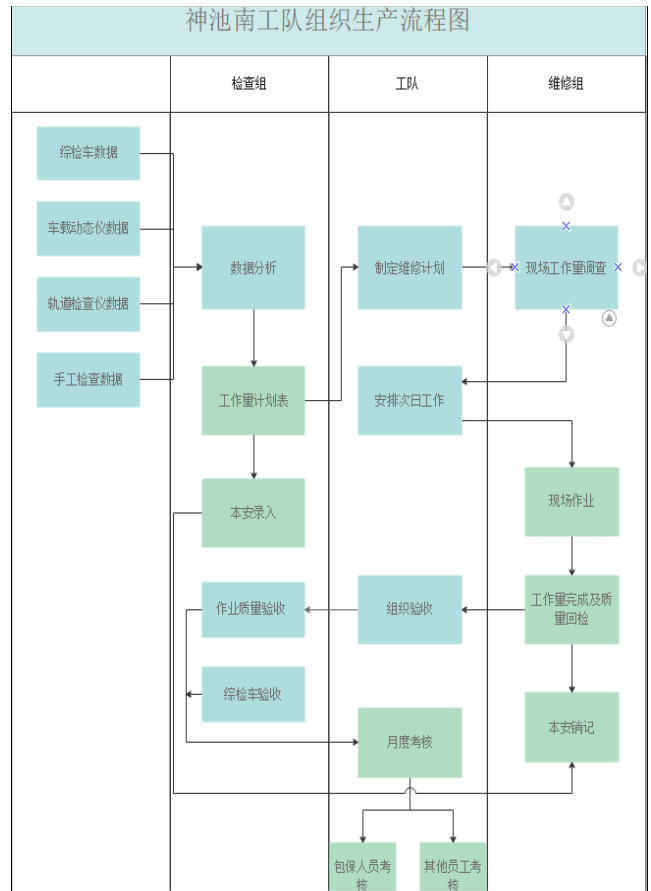 神池南工队组织生产流程图
检查组
工队
维修组
综检车数据
车载动态仪数据
数据分析
制定维修计划
现场工作量调查
轨道检查仪数据
手工检查数据
工作量计划表
安排次日工作
本安录入
现场作业
作业质量验收
组织验收
工作量完成及质
量回检
综检车验收
本安销记
月度考核
包保人员考
核
其他员工考
核